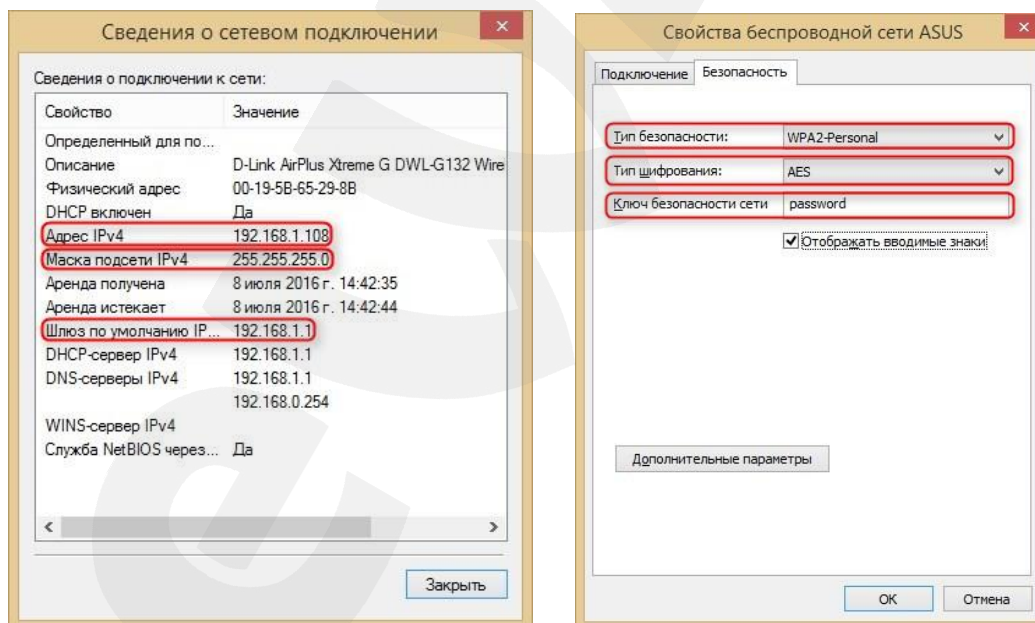 Сведения о сетевом подключении
Сведения о подключении к сети:
Свойство Значение
Определенный для по...
Описание D-Link AirPlus Xtreme G DWL-G132 Wire
Физический адрес 00-19-5B-65-29-8B
DHCP включен Да
Адрес IPv4 192.168.1.108
Маска подсети IPv4 255.255.255.0
Аренда получена 8 июля 2016 г. 14:42:35
Аренда истекает 8 июля 2016 г. 14:42:44
Шлюз по умолчанию IP... 192.168.1.1
DHCP-сервер IPv4 192.168.1.1
DNS-серверы IPv4 192.168.1.1
192.168.0.254
WINS-сервер IPv4
Служба NetBIOS через... Да
Закрыть
Свойства беспроводной сети ASUS
Подключение Безопасность
Тип безопасности: WPA2-Personal
Тип шифрования: AES
Ключ безопасности сети password
Отображать вводимые знаки
Дополнительные параметры
ОК Отмена